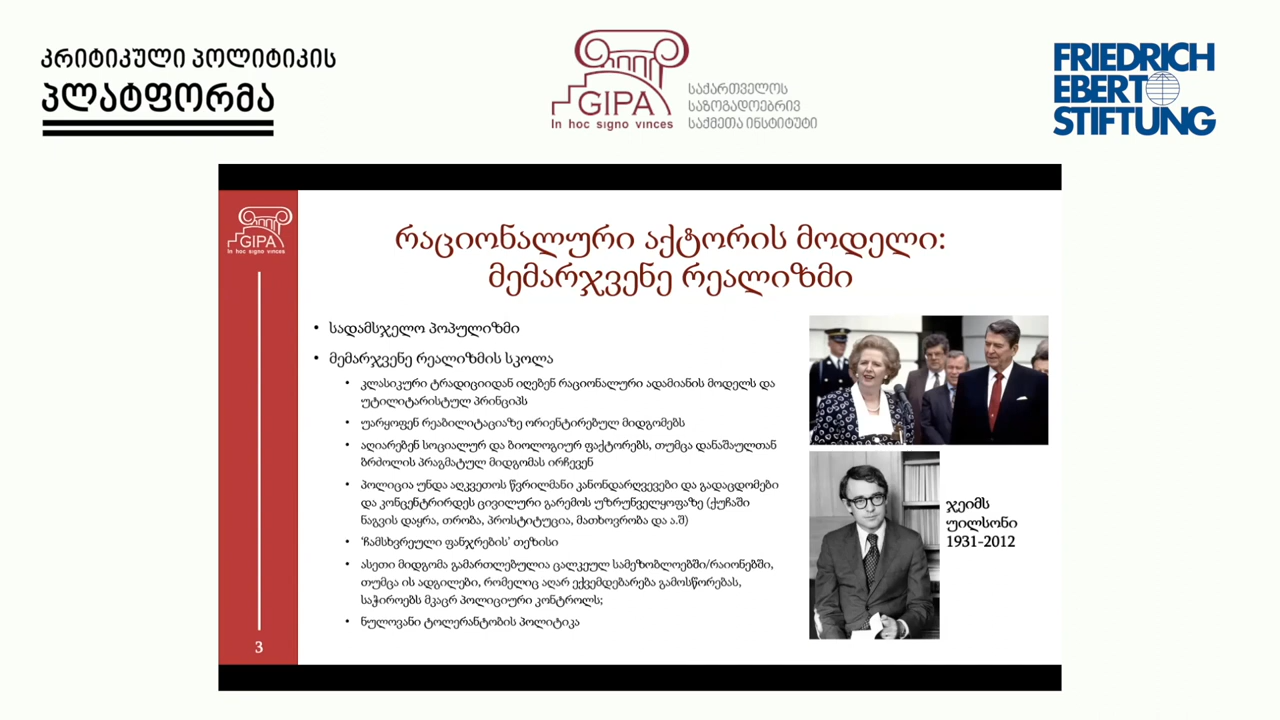 კრიტიკული პოლიტიკის
პლატფორმა
GIPA
In hoc signo vinces
საქართველოს
საზოგადოებრივ
საქმეთა ინსტიტუტი
FRIEDRICH
EBERT
STIFTUNG
GIPA
In hoc signo vinces
რაციონალური აქტორის მოდელი:
მემარჯვენე რეალიზმი
• სადამსჯელო პოპულიზმი
• მემარჯვენე რეალიზმის სკოლა
• კლასიკური ტრადიციიდან იღებენ რაციონალური ადამიანის მოდელს და
უტილიტარისტულ პრინციპს
• უარყოფენ რეაბილიტაციაზე ორიენტირებულ მიდგომებს
• აღიარებენ სოციალურ და ბიოლოგიურ ფაქტორებს, თუმცა დანაშაულთან
ბრძოლის პრაგმატულ მიდგომას ირჩევენ
• პოლიცია უნდა აღკვეთოს წვრილმანი კანონდარღვევები და გადაცდომები
და კონცენტრირდეს ცივილური გარემოს უზრუნველყოფაზე (ქუჩაში
ნაგვის დაყრა, თრობა, პროსტიტუცია, მათხოვრობა და ა.შ)
• ‘ჩამსხვრეული ფანჯრების’ თეზისი
• ასეთი მიდგომა გამართლებულია ცალკეულ სამეზობლოებში/რაიონებში,
თუმცა ის ადგილები, რომელიც აღარ ექვემდებარება გამოსწორებას,
საჭიროებს მკაცრ პოლიციური კონტროლს;
• ნულოვანი ტოლერანტობის პოლიტიკა
ჯეიმს
უილსონი
1931-2012
3